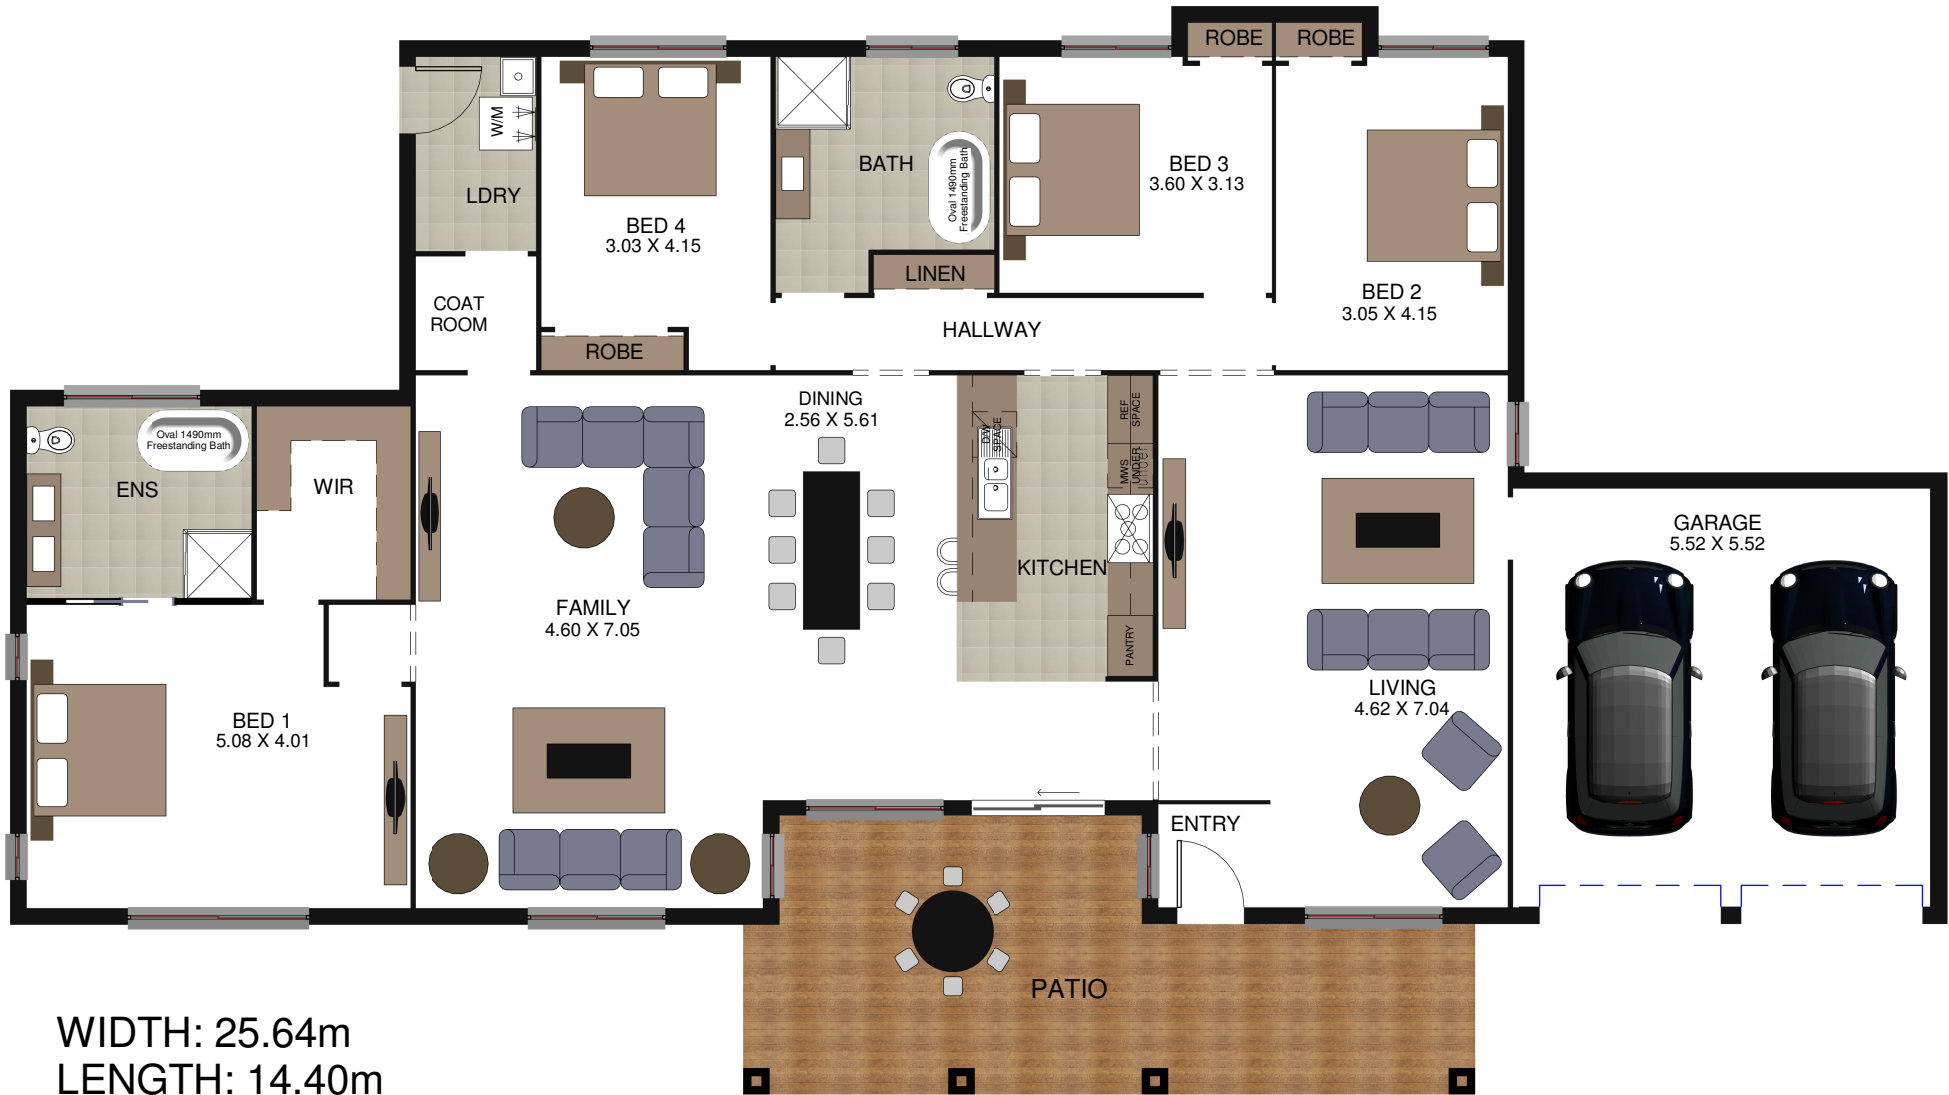 ROBE
ROBE
W/M
LDRY
BED 4
3.03 X 4.15
BATH
Oval 1490mm
Freestanding Bath
BED 3
3.60 X 3.13
BED 2
3.05 X 4.15
LINEN
COAT
ROOM
HALLWAY
ROBE
Oval 1490mm
Freestanding Bath
ENS
WIR
DINING
2.56 X 5.61
D/W
SPACE
REF
SPACE
MWS
UNDER
KITCHEN
PANTRY
GARAGE
5.52 X 5.52
FAMILY
4.60 X 7.05
LIVING
4.62 X 7.04
BED 1
5.08 X 4.01
ENTRY
PATIO
WIDTH: 25.64m
LENGTH: 14.40m